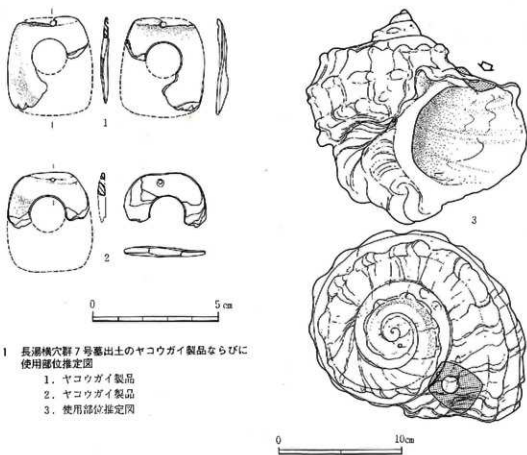 1
2
0 5cm
3
0 10cm
1 長湯横穴群7号墓出土のヤコウガイ製品ならびに
使用部位推定図
1. ヤコウガイ製品
2. ヤコウガイ製品
3. 使用部位推定図